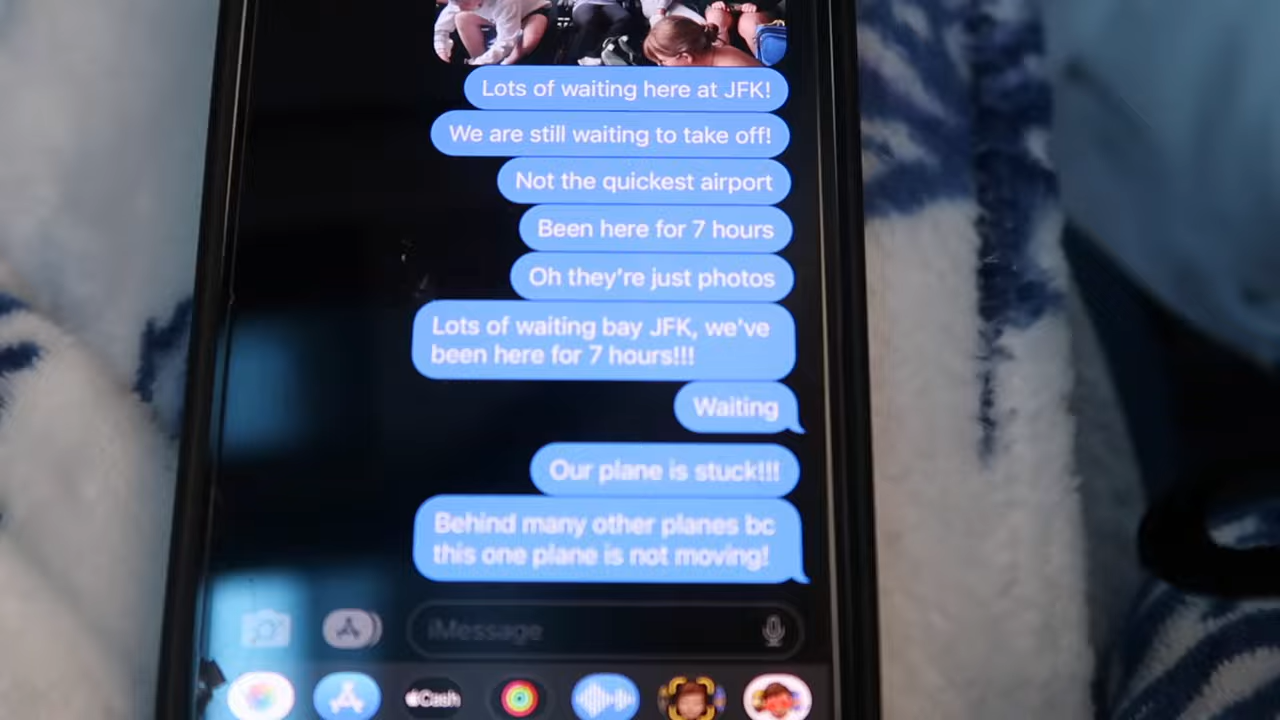 Lots of waiting here at JFK!
We are still waiting to take off!
Not the quickest airport
Been here for 7 hours
Oh they're just photos
Lots of waiting bay JFK, we've
been here for 7 hours!!!
Waiting
Our plane is stuck!!!
Behind many other planes bc
this one plane is not moving!
iMessage
Cash